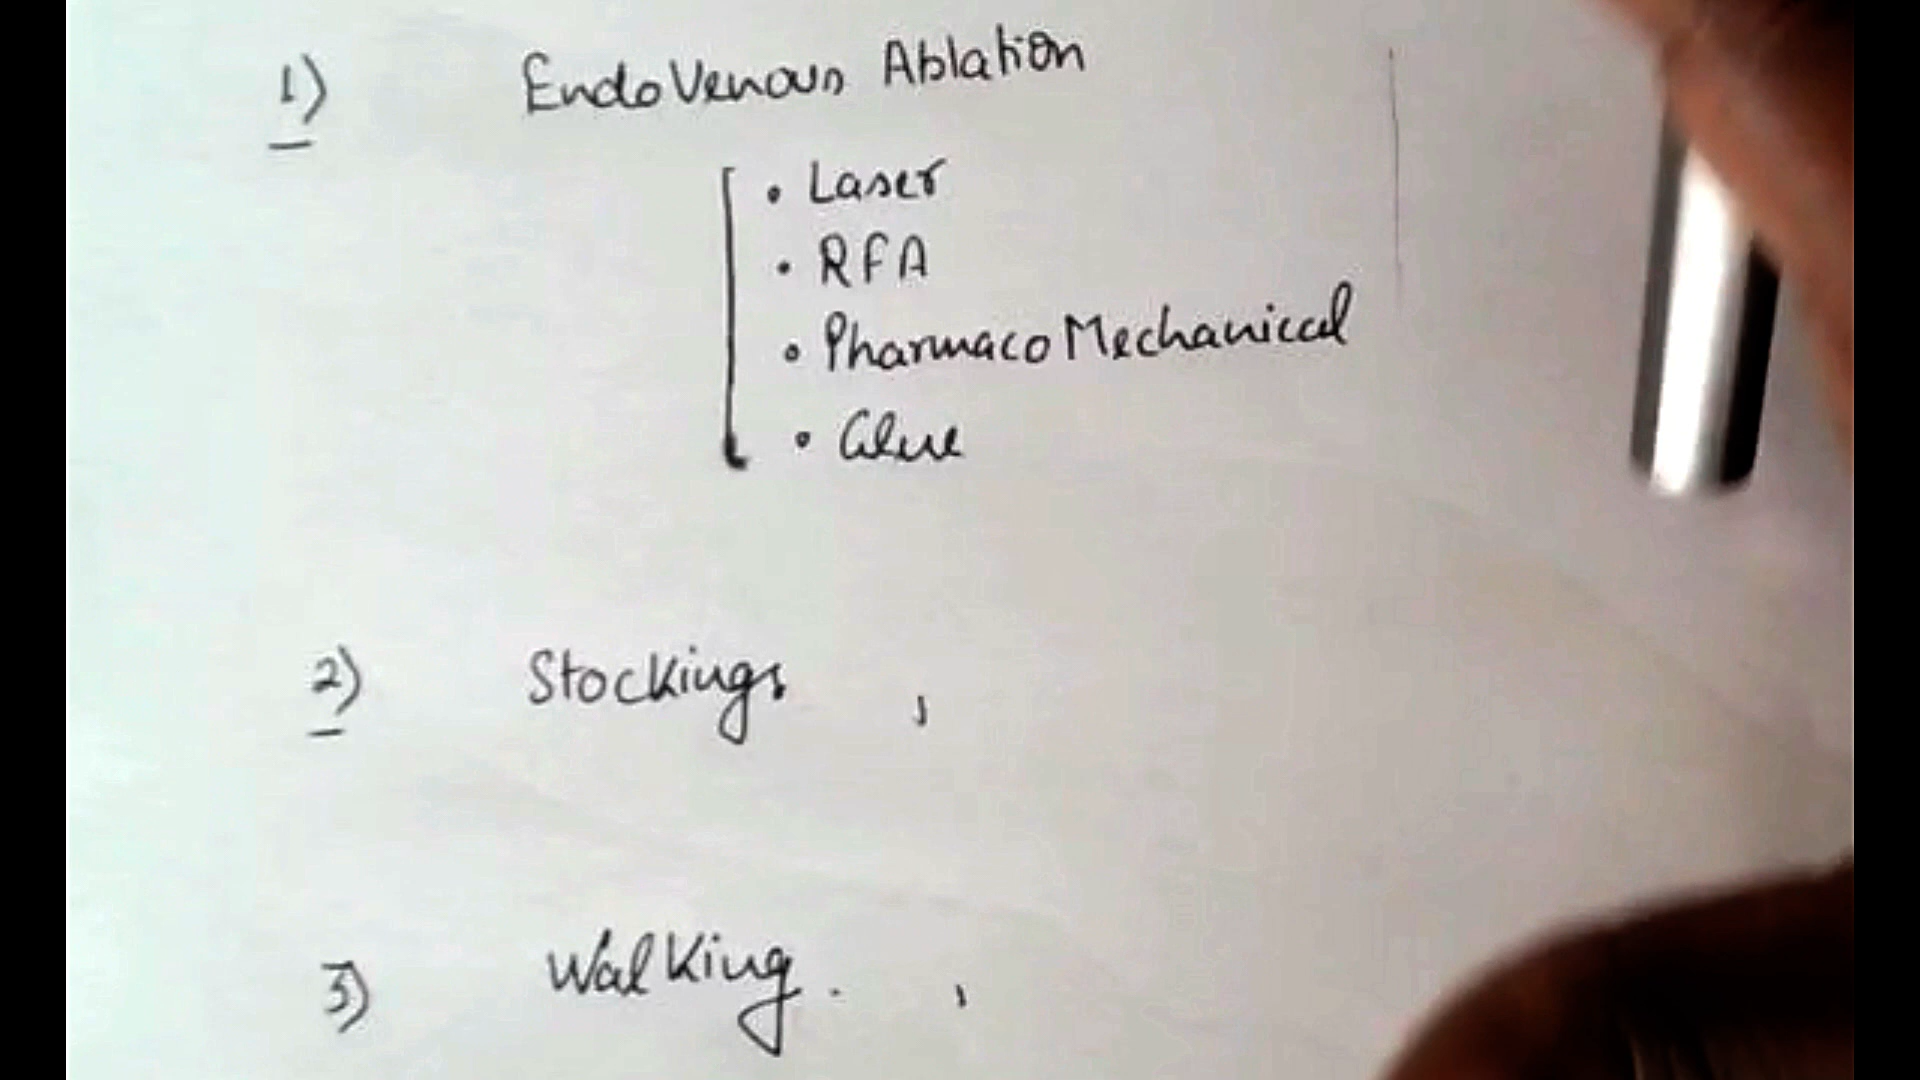 1) EndoVenous Ablation
• Laser
• RFA
• PharmacoMechanical
• Glue
2) Stockings ,
3) Walking. ,